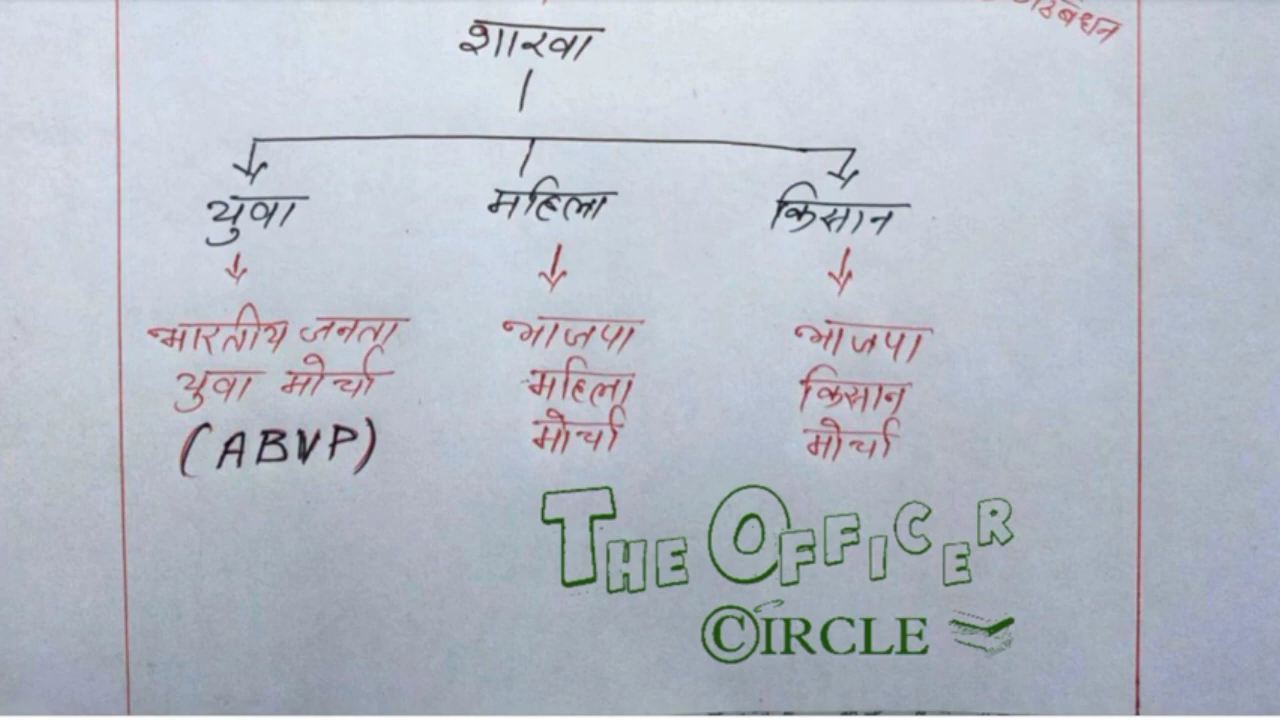 शाखा
युवा महिला किसान
भारतीय जनता भाजपा भाजपा
युवा मोर्चा महिला किसान
(ABVP) मोर्चा मोर्चा
THE OFFICER
©IRCLE